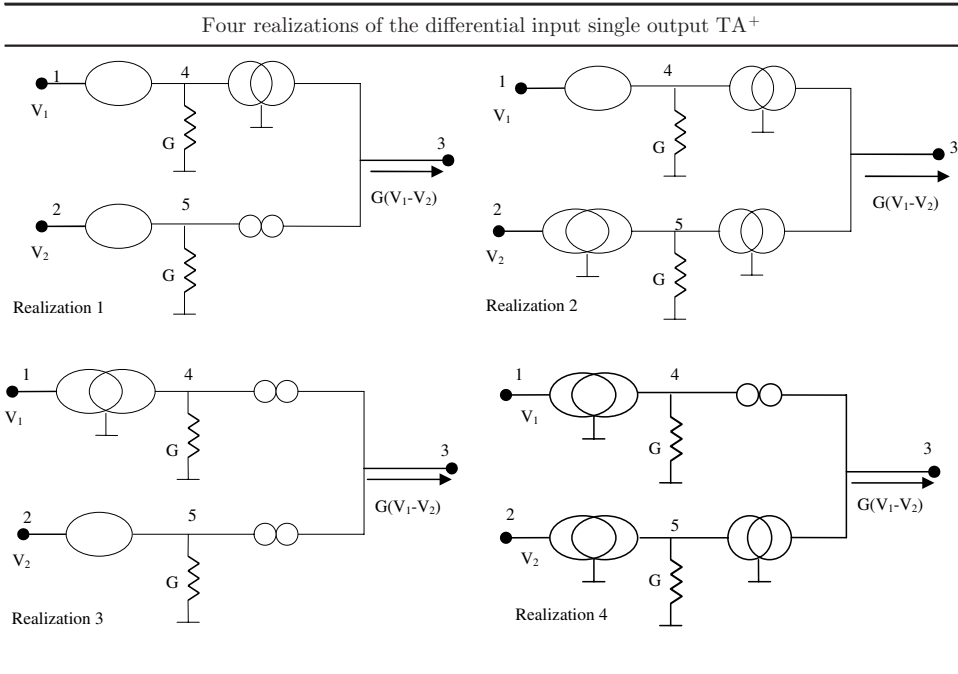 Four realizations of the differential input single output TA⁺
1
4
V₁
G
3
G(V₁-V₂)
2
5
V₂
G
Realization 1
1
4
V₁
G
3
G(V₁-V₂)
2
5
V₂
G
Realization 2
1
4
V₁
G
3
G(V₁-V₂)
2
5
V₂
G
Realization 3
1
4
V₁
G
3
G(V₁-V₂)
2
5
V₂
G
Realization 4